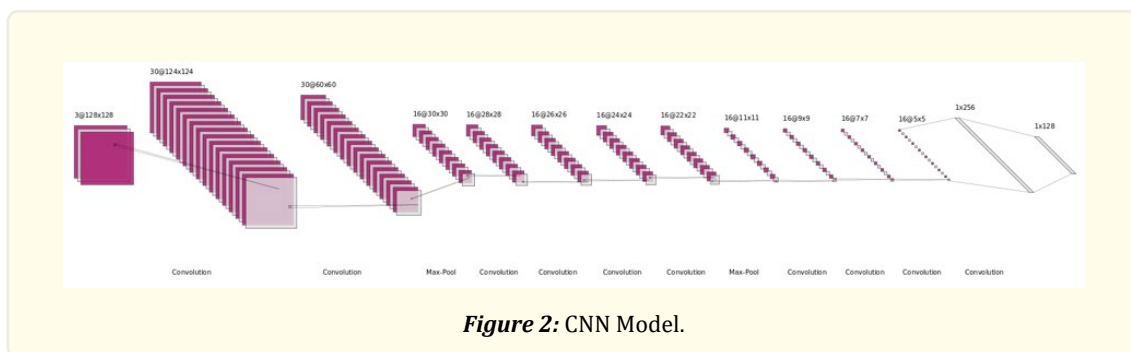 30@124x124
30@60x60
3@128x128
16@30x30 16@28x28 16@26x26 16@24x24 16@22x22 16@11x11 16@9x9 16@7x7 16@5x5
1x256
1x128
Convolution Convolution Max-Pool Convolution Convolution Convolution Convolution Max-Pool Convolution Convolution Convolution Convolution
Figure 2: CNN Model.